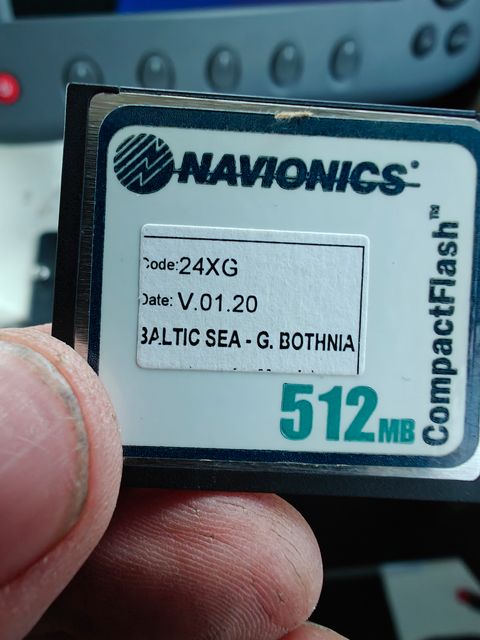 NAVIONICS®
Code: 24XG
Date: V.01.20
BALTIC SEA - G. BOTHNIA
512MB
CompactFlash™